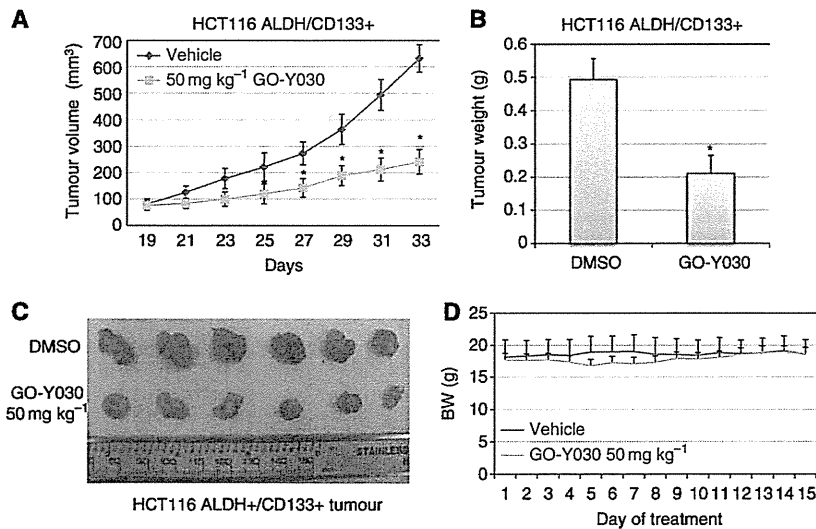 A
HCT116 ALDH/CD133+
Tumour volume (mm³)
700
600
500
400
300
200
100
0
Vehicle
50 mg kg⁻¹ GO-Y030
*
*
*
*
*
*
19 21 23 25 27 29 31 33
Days
B
HCT116 ALDH/CD133+
Tumour weight (g)
0.6
0.5
0.4
0.3
0.2
0.1
0
*
DMSO GO-Y030
C
DMSO
GO-Y030
50 mg kg⁻¹
HCT116 ALDH+/CD133+ tumour
D
BW (g)
25
20
15
10
5
0
Vehicle
GO-Y030 50 mg kg⁻¹
1 2 3 4 5 6 7 8 9 10 11 12 13 14 15
Day of treatment